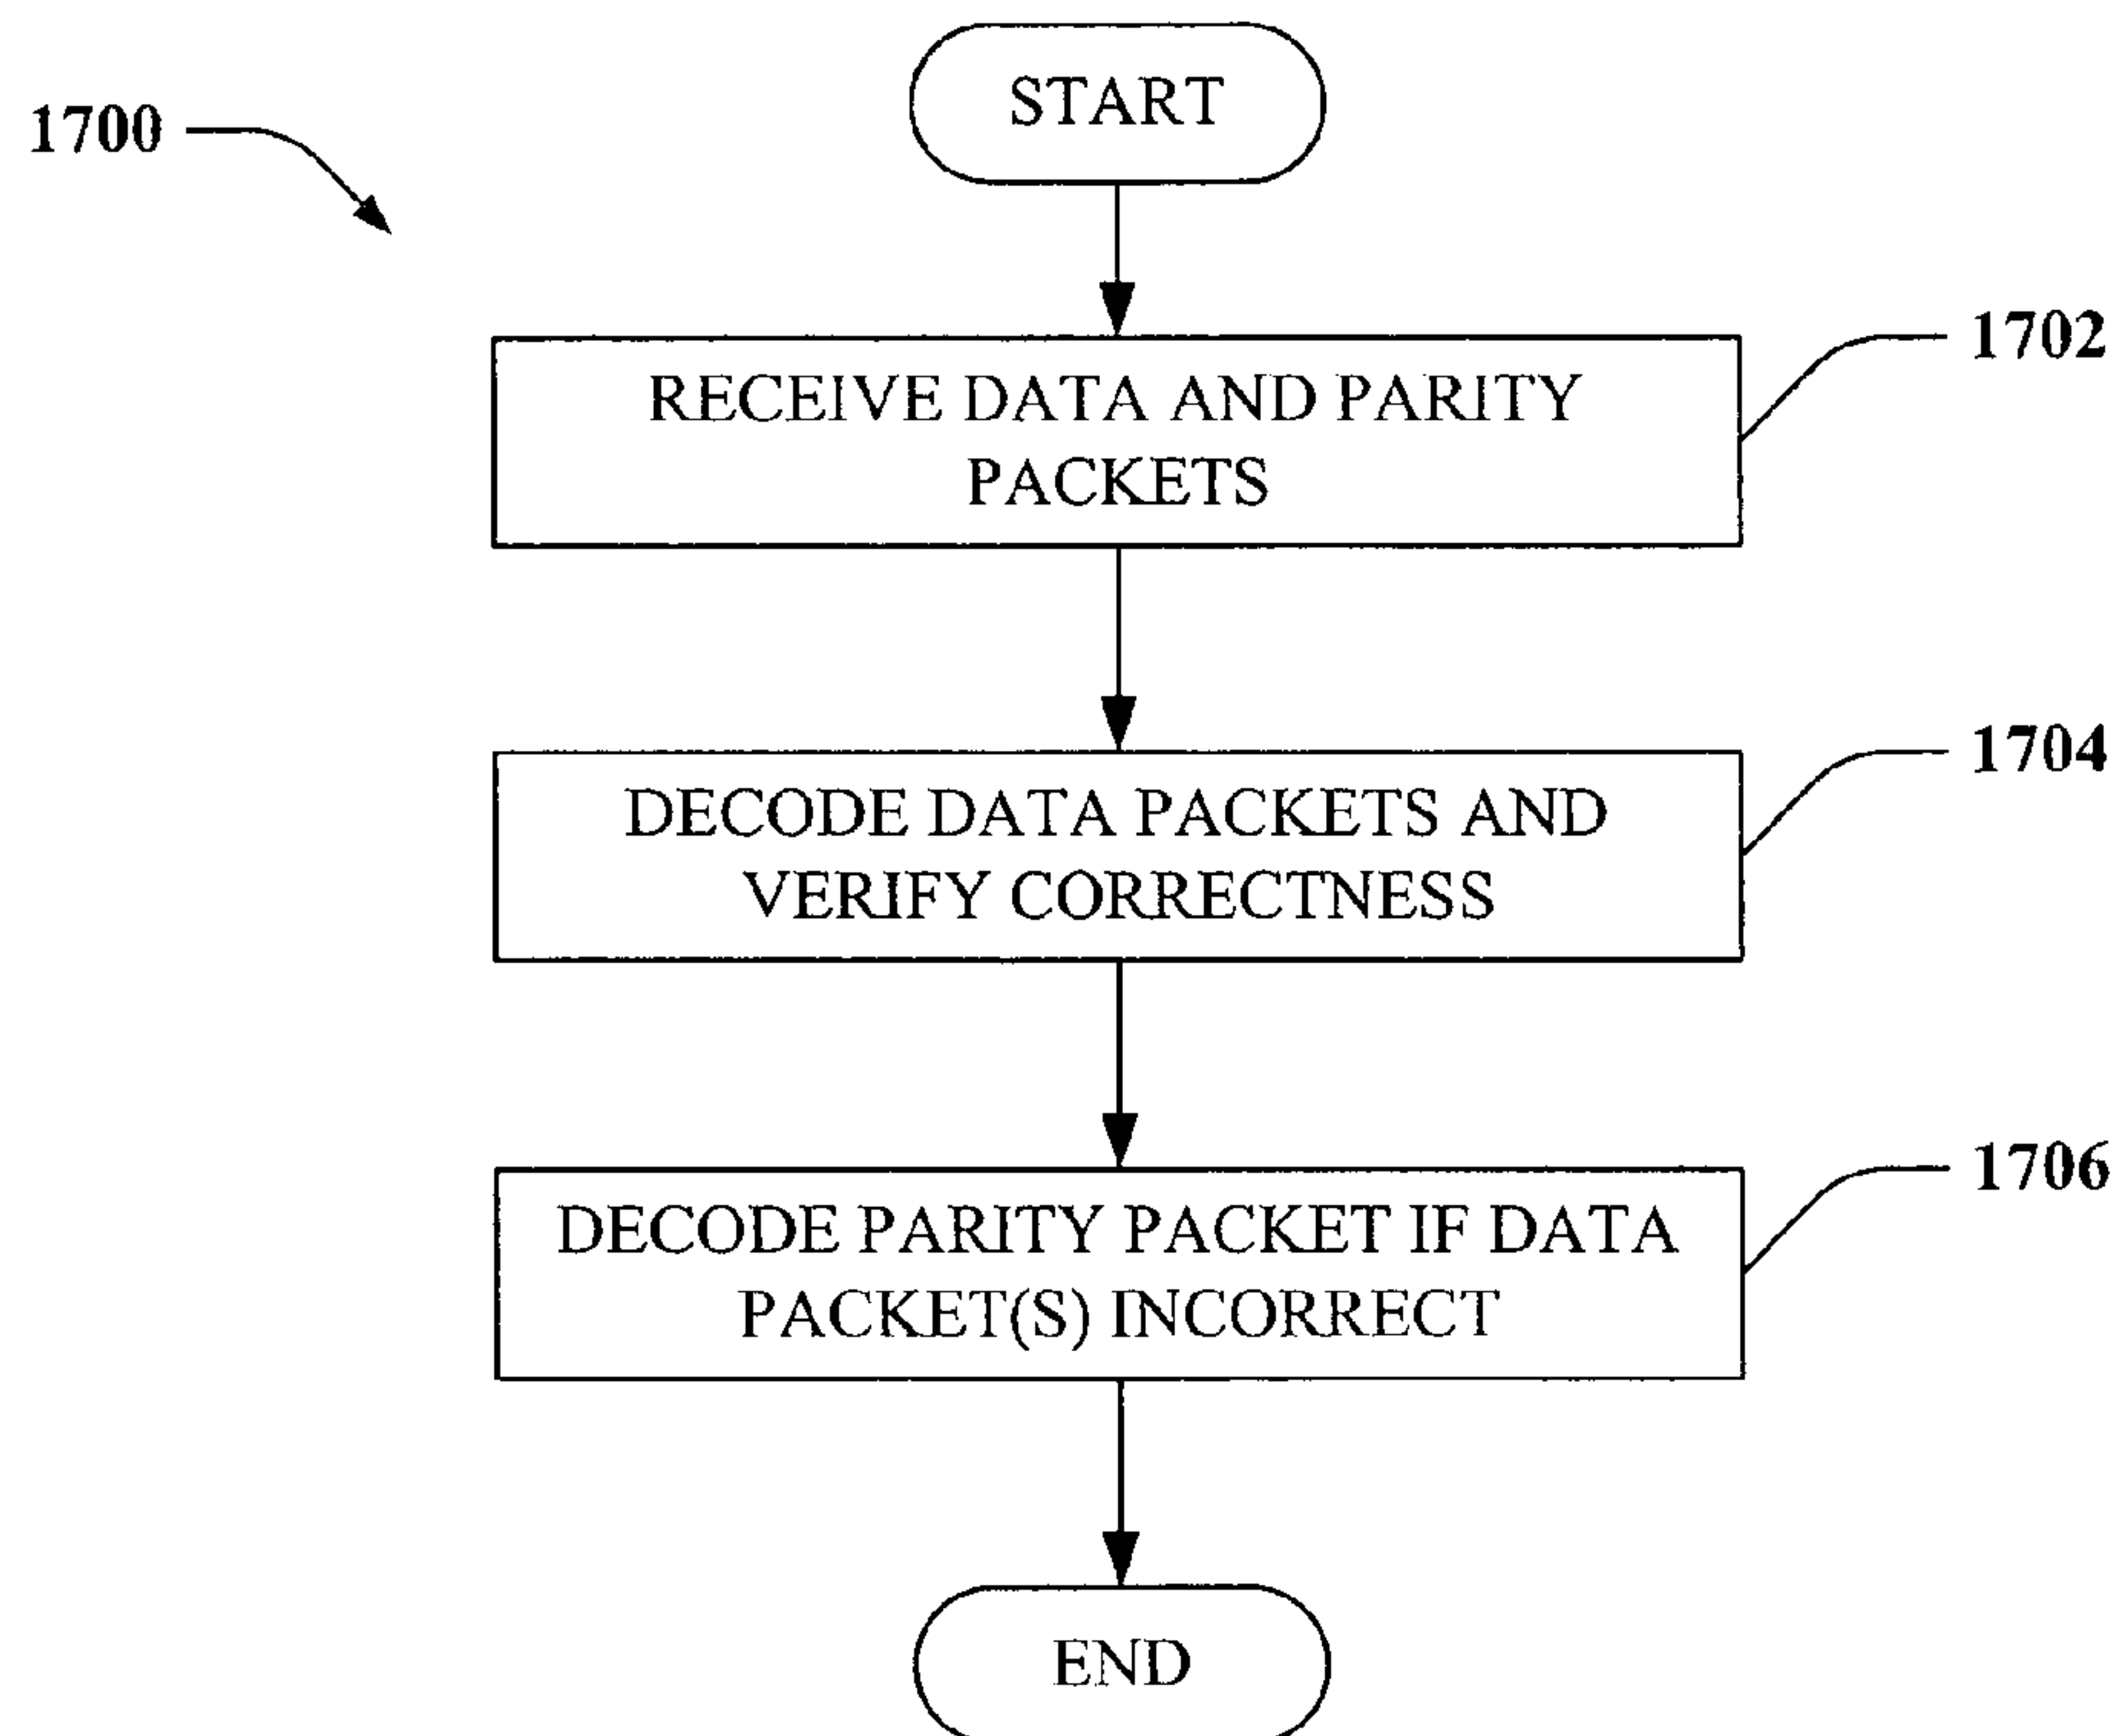 START
1700
1702
RECEIVE DATA AND PARITY
PACKETS
1704
DECODE DATA PACKETS AND
VERIFY CORRECTNESS
1706
DECODE PARITY PACKET IF DATA
PACKET(S) INCORRECT
END